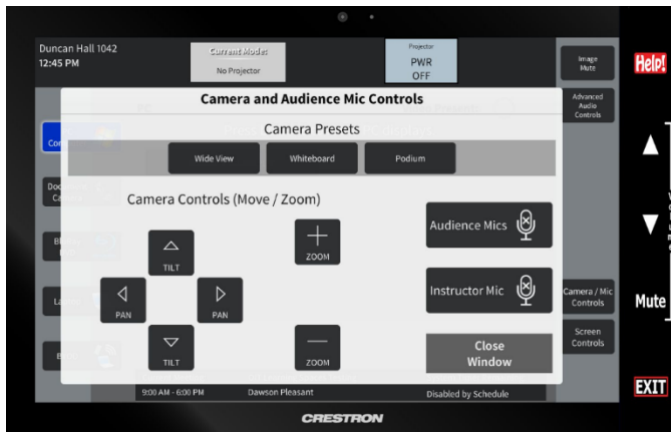 Duncan Hall 1042
12:45 PM
Current Mode:
No Projector
Projector
PWR
OFF
Image
Mute
Help!
Advanced
Audio
Controls
Camera and Audience Mic Controls
Camera Presets
Wide View
Whiteboard
Podium
Camera Controls (Move / Zoom)
TILT
ZOOM
Audience Mics
PAN
PAN
Instructor Mic
Camera / Mic
Controls
Mute
TILT
ZOOM
Close
Window
Screen
Controls
9:00 AM - 6:00 PM
Dawson Pleasant
Disabled by Schedule
EXIT
CRESTRON